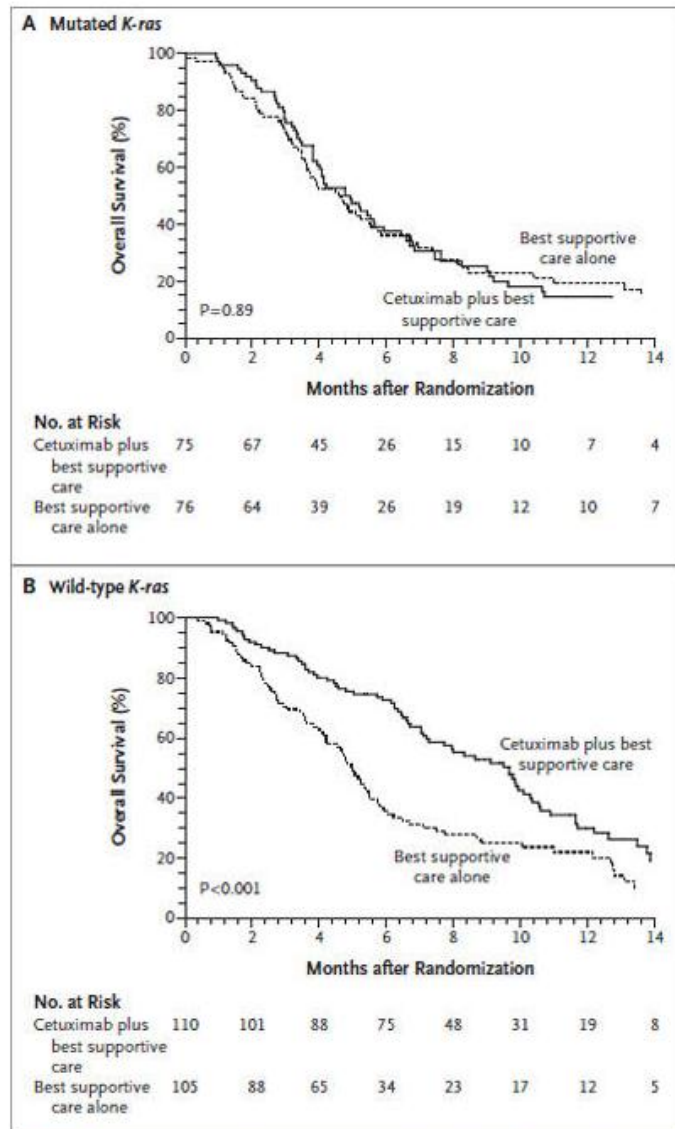 A Mutated K-ras
100
80
60
40
20
0
Overall Survival (%)
Best supportive
care alone
Cetuximab plus best
supportive care
P=0.89
0 2 4 6 8 10 12 14
Months after Randomization
No. at Risk
Cetuximab plus 75 67 45 26 15 10 7 4
best supportive
care
Best supportive 76 64 39 26 19 12 10 7
care alone
B Wild-type K-ras
100
80
60
40
20
0
Overall Survival (%)
Cetuximab plus best
supportive care
Best supportive
care alone
P<0.001
0 2 4 6 8 10 12 14
Months after Randomization
No. at Risk
Cetuximab plus 110 101 88 75 48 31 19 8
best supportive
care
Best supportive 105 88 65 34 23 17 12 5
care alone